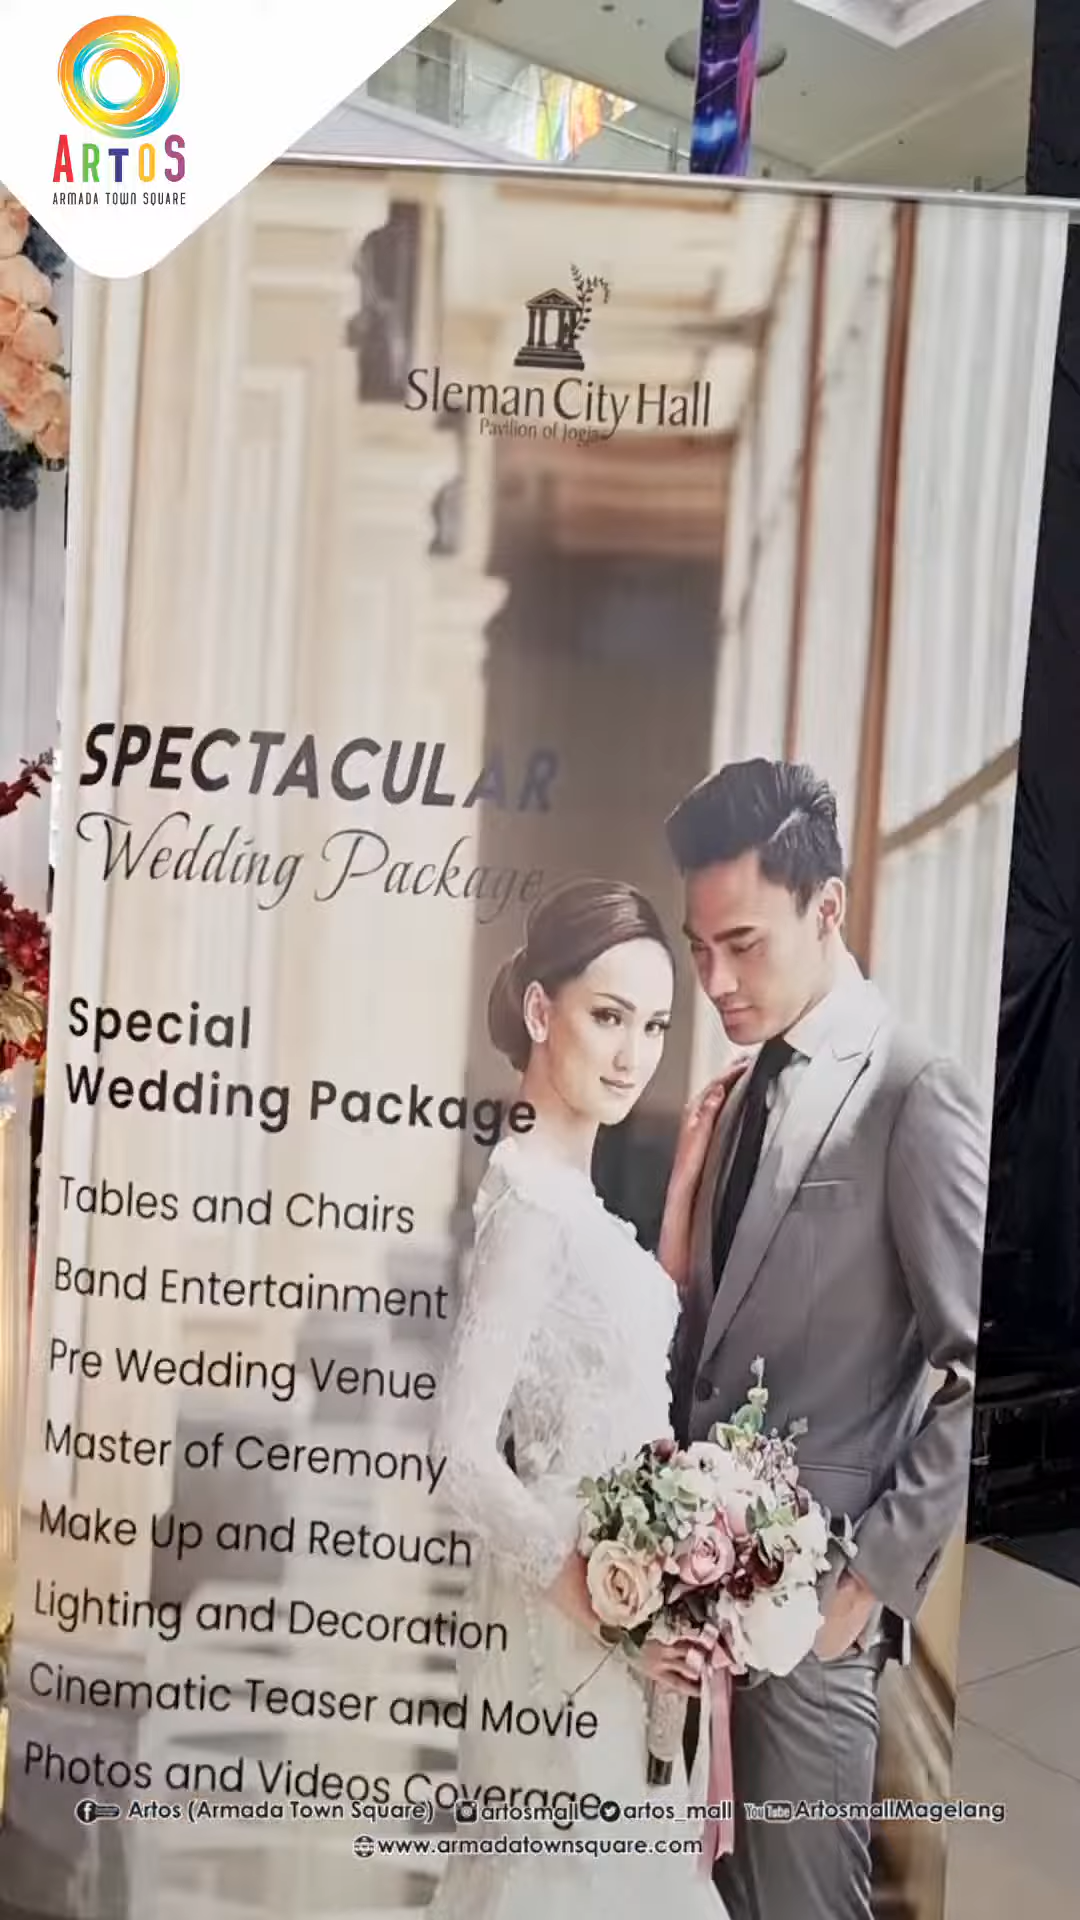 ARTOS
ARMADA TOWN SQUARE
Sleman City Hall
Pavilion of Jogja
SPECTACULAR
Wedding Package
Special
Wedding Package
Tables and Chairs
Band Entertainment
Pre Wedding Venue
Master of Ceremony
Make Up and Retouch
Lighting and Decoration
Cinematic Teaser and Movie
Photos and Videos Coverage
Artos (Armada Town Square) artosmall artos_mall YouTube ArtosmallMagelang
www.armadatownsquare.com